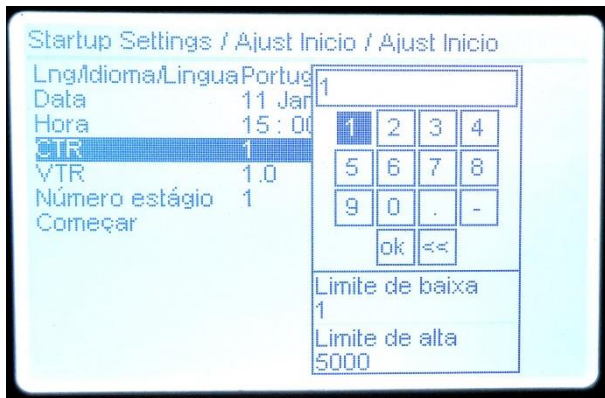 Startup Settings / Ajust Inicio / Ajust Inicio
Lng/Idioma/Lingua Portug
Data 11 Jan
Hora 15 : 00
CTR 1
VTR 1.0
Número estágio 1
Começar
1
1 2 3 4
5 6 7 8
9 0 . -
ok <<
Limite de baixa
1
Limite de alta
5000